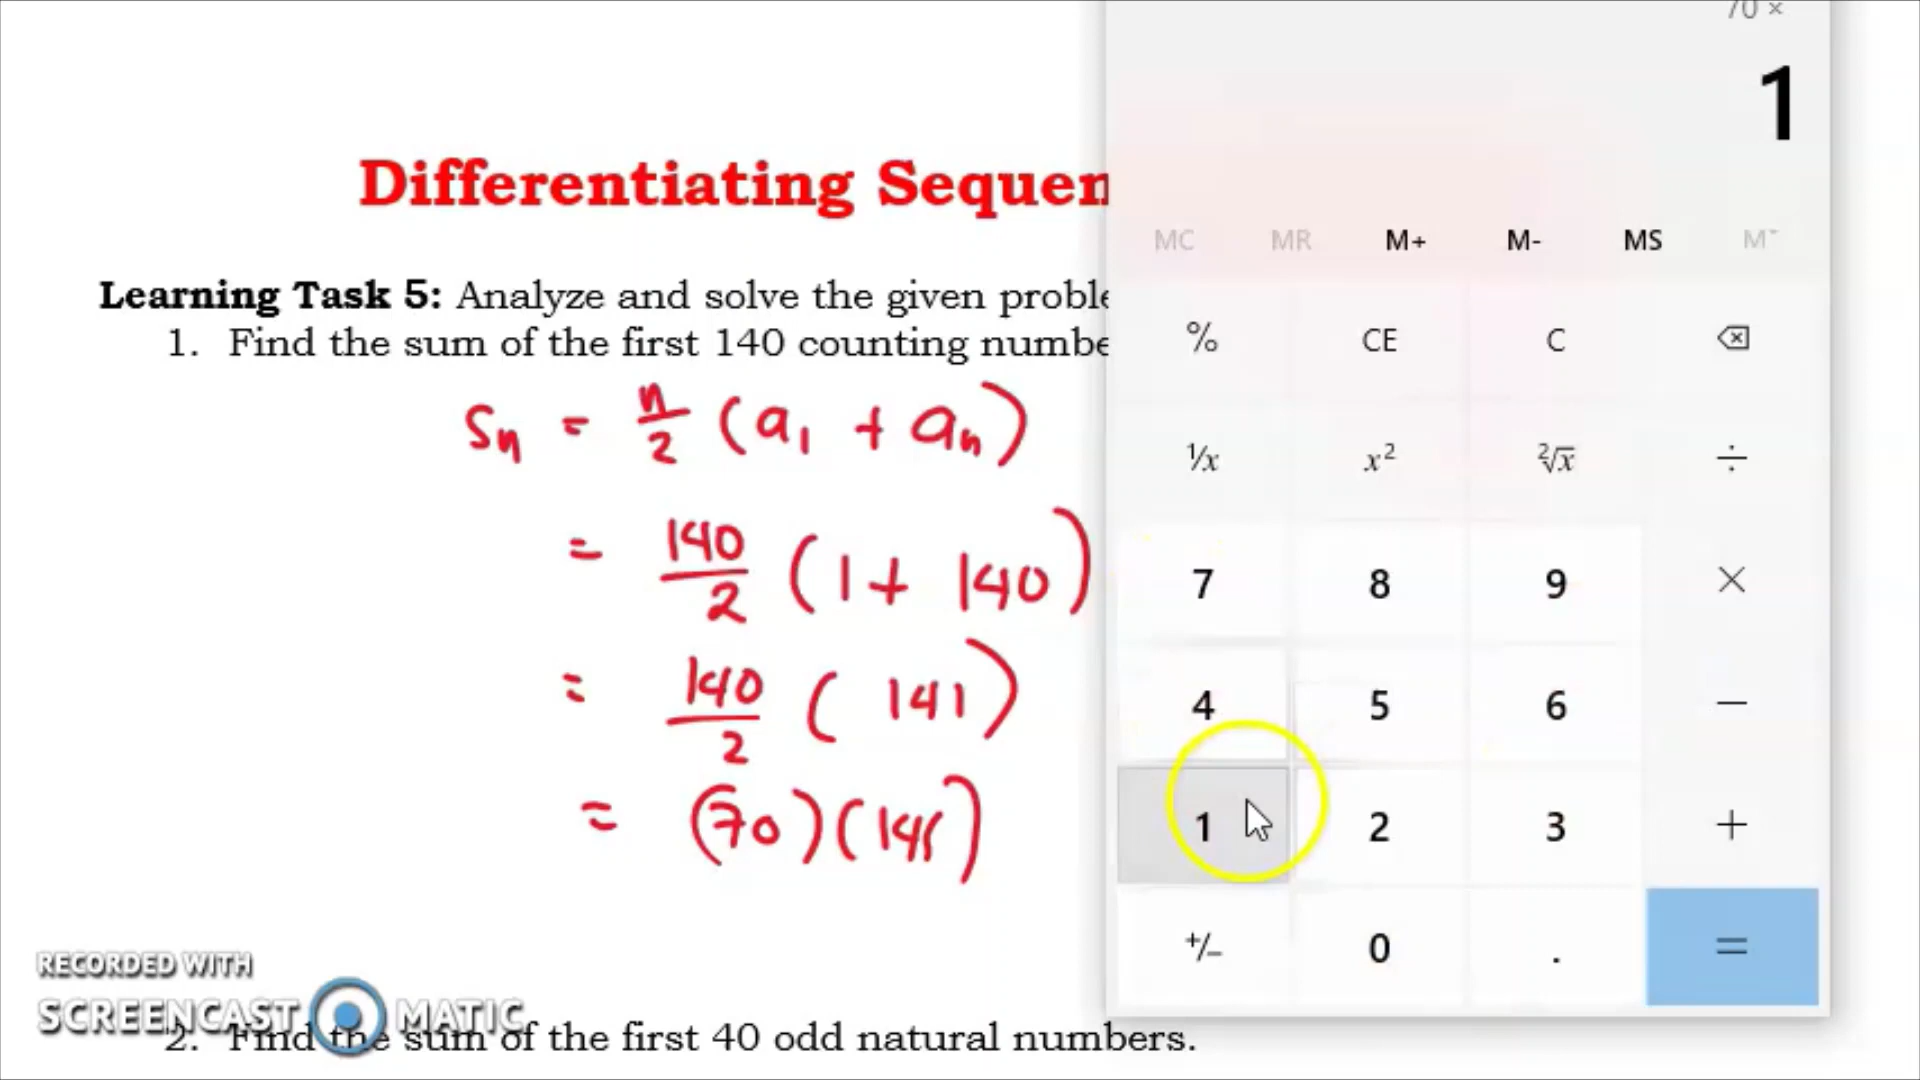 Differentiating Sequen
Learning Task 5: Analyze and solve the given proble
1. Find the sum of the first 140 counting numbe
Sn = n/2 (a1 + an)
= 140/2 (1 + 140)
= 140/2 (141)
= (70)(141)
RECORDED WITH
SCREENCAST MATIC
2. Find the sum of the first 40 odd natural numbers.
70 ×
1
MC MR M+ M- MS M˅
% CE C
1/x x² ²√x ÷
7 8 9 ×
4 5 6 −
1 2 3 +
+/− 0 . =